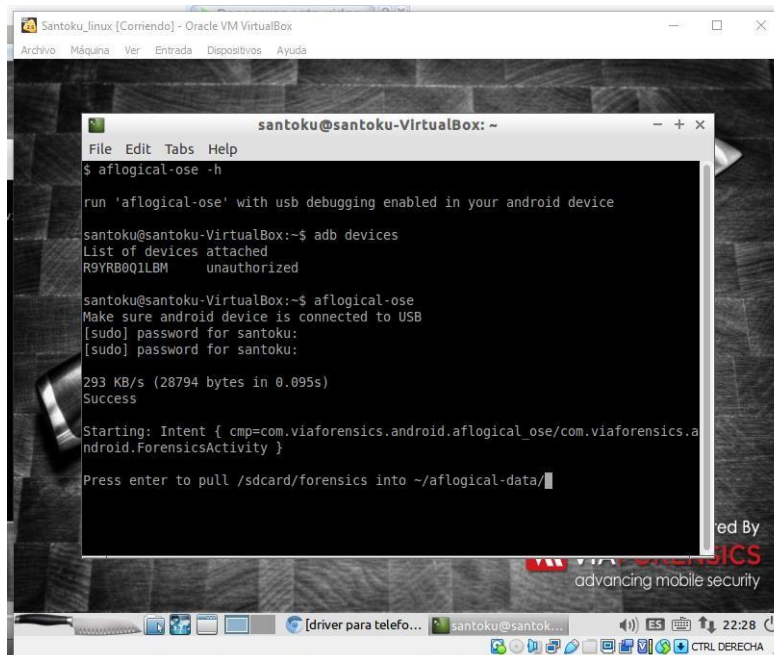 Santoku_linux [Corriendo] - Oracle VM VirtualBox
Archivo Máquina Ver Entrada Dispositivos Ayuda
santoku@santoku-VirtualBox: ~
File Edit Tabs Help
$ aflogical-ose -h
run 'aflogical-ose' with usb debugging enabled in your android device
santoku@santoku-VirtualBox:~$ adb devices
List of devices attached
R9YRB0Q1LBM unauthorized
santoku@santoku-VirtualBox:~$ aflogical-ose
Make sure android device is connected to USB
[sudo] password for santoku:
[sudo] password for santoku:
293 KB/s (28794 bytes in 0.095s)
Success
Starting: Intent { cmp=com.viaforensics.android.aflogical_ose/com.viaforensics.a
ndroid.ForensicsActivity }
Press enter to pull /sdcard/forensics into ~/aflogical-data/
ed By
SICS
advancing mobile security
[driver para telefo... santoku@santok... ES 22:28
CTRL DERECHA